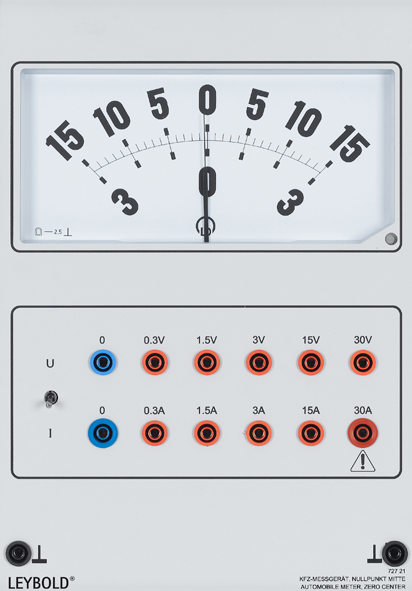 15 10 5 0 5 10 15
3 0 3
2,5
LD
0 0.3V 1.5V 3V 15V 30V
U
0 0.3A 1.5A 3A 15A 30A
I
727 21
LEYBOLD®
KFZ-MESSGERÄT, NULLPUNKT MITTE
AUTOMOBILE METER, ZERO CENTER